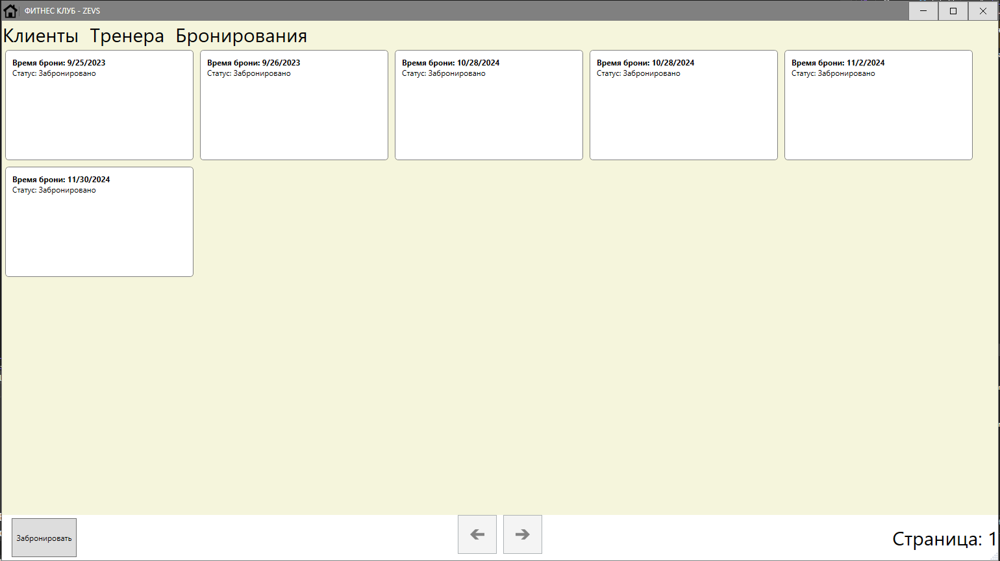 ФИТНЕС КЛУБ - ZEVS
Клиенты Тренера Бронирования
Время брони: 9/25/2023
Статус: Забронировано
Время брони: 9/26/2023
Статус: Забронировано
Время брони: 10/28/2024
Статус: Забронировано
Время брони: 10/28/2024
Статус: Забронировано
Время брони: 11/2/2024
Статус: Забронировано
Время брони: 11/30/2024
Статус: Забронировано
Забронировать
Страница: 1